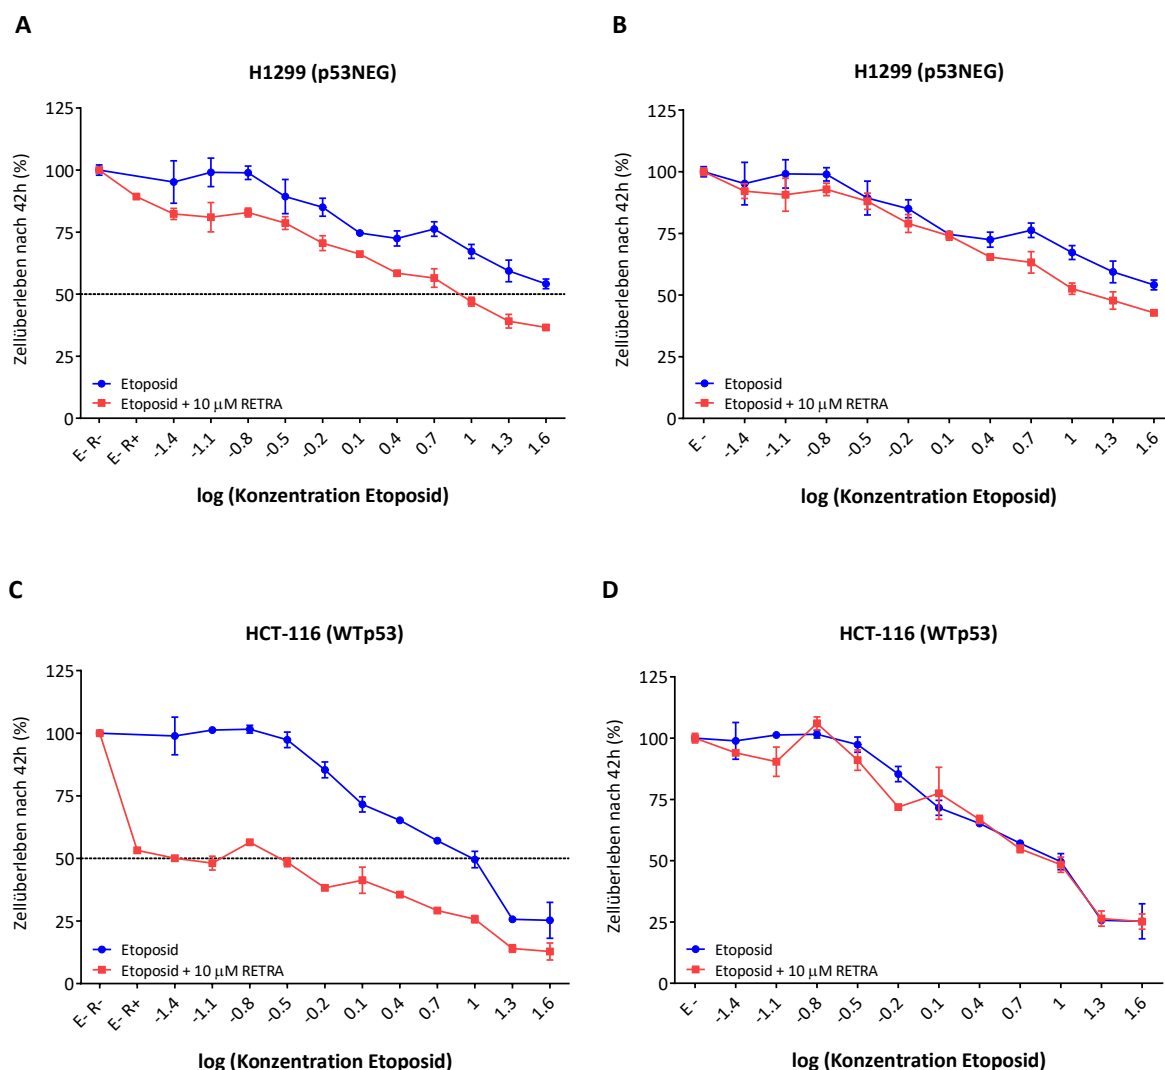 A
H1299 (p53NEG)
Zellüberleben nach 42h (%)
125
100
75
50
25
0
Etoposid
Etoposid + 10 µM RETRA
E- R-
E- R+
-1.4
-1.1
-0.8
-0.5
-0.2
0.1
0.4
0.7
1
1.3
1.6
log (Konzentration Etoposid)
B
H1299 (p53NEG)
Zellüberleben nach 42h (%)
125
100
75
50
25
0
Etoposid
Etoposid + 10 µM RETRA
E -
-1.4
-1.1
-0.8
-0.5
-0.2
0.1
0.4
0.7
1
1.3
1.6
log (Konzentration Etoposid)
C
HCT-116 (WTp53)
Zellüberleben nach 42h (%)
125
100
75
50
25
0
Etoposid
Etoposid + 10 µM RETRA
E- R-
E- R+
-1.4
-1.1
-0.8
-0.5
-0.2
0.1
0.4
0.7
1
1.3
1.6
log (Konzentration Etoposid)
D
HCT-116 (WTp53)
Zellüberleben nach 42h (%)
125
100
75
50
25
0
Etoposid
Etoposid + 10 µM RETRA
E -
-1.4
-1.1
-0.8
-0.5
-0.2
0.1
0.4
0.7
1
1.3
1.6
log (Konzentration Etoposid)